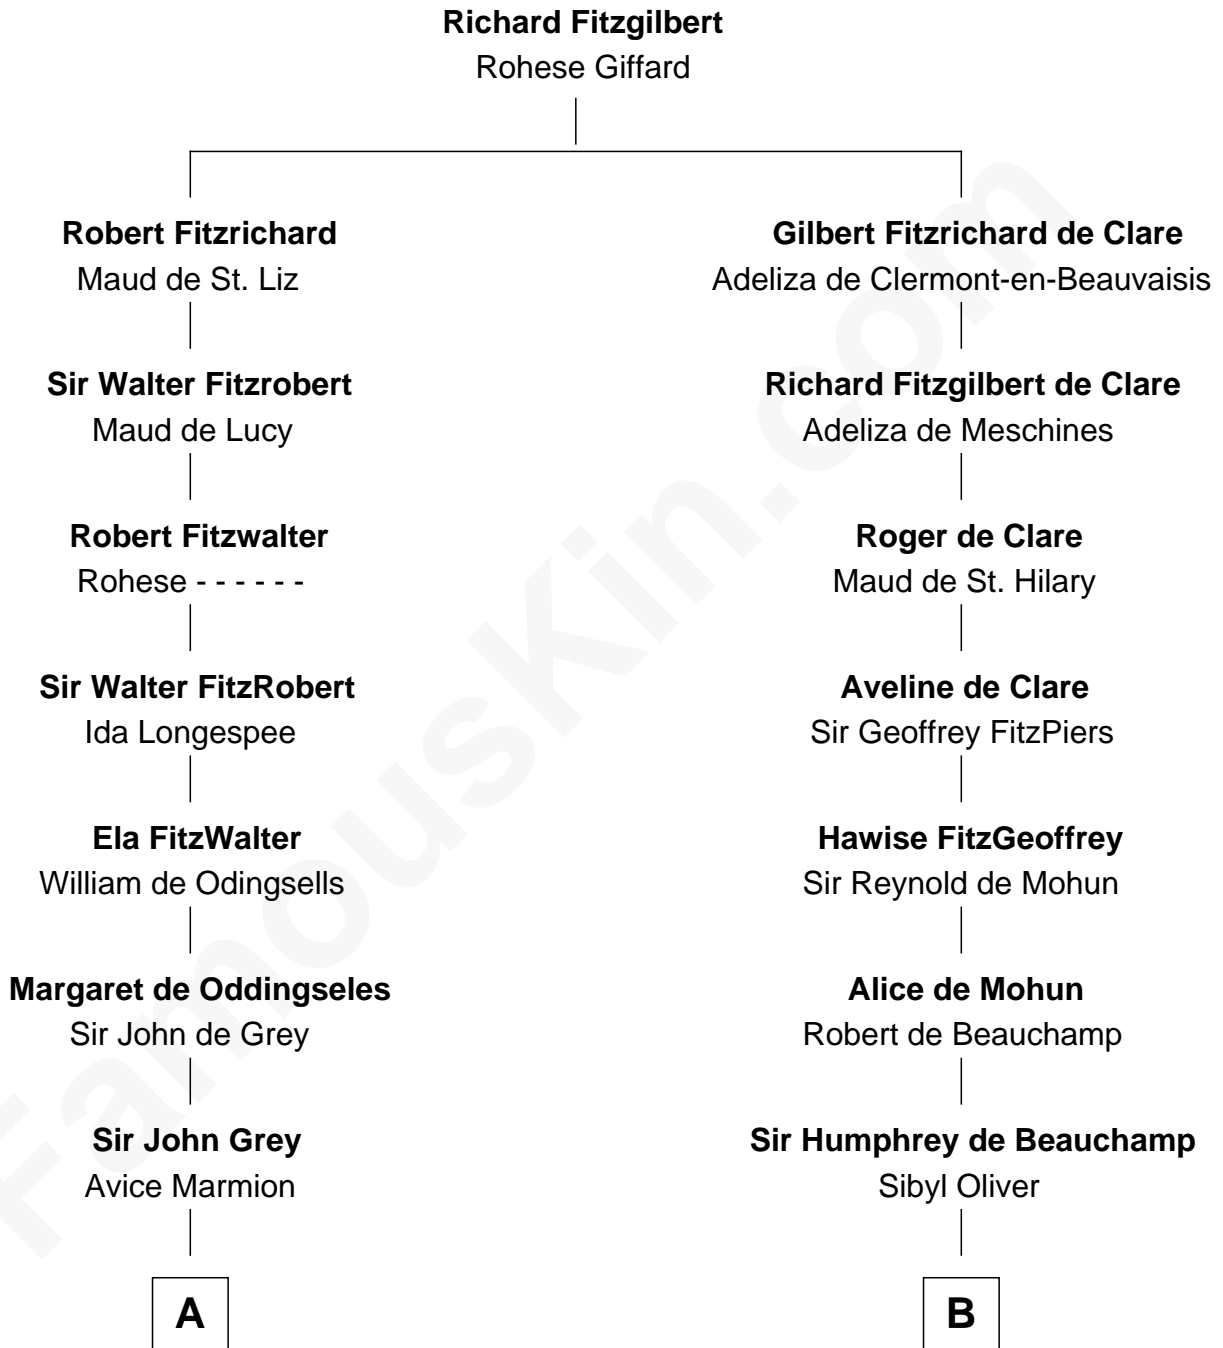 Richard Fitzgilbert
Rohese Giffard
Robert Fitzrichard
Maud de St. Liz
Gilbert Fitzrichard de Clare
Adeliza de Clermont-en-Beauvaisis
Sir Walter Fitzrobert
Maud de Lucy
Richard Fitzgilbert de Clare
Adeliza de Meschines
Robert Fitzwalter
Rohese - - - - - -
Roger de Clare
Maud de St. Hilary
Sir Walter FitzRobert
Ida Longespee
Aveline de Clare
Sir Geoffrey FitzPiers
Ela FitzWalter
William de Odingsells
Hawise FitzGeoffrey
Sir Reynold de Mohun
Margaret de Oddingseles
Sir John de Grey
Alice de Mohun
Robert de Beauchamp
Sir John Grey
Avice Marmion
Sir Humphrey de Beauchamp
Sibyl Oliver
A
B
FamousKin.com